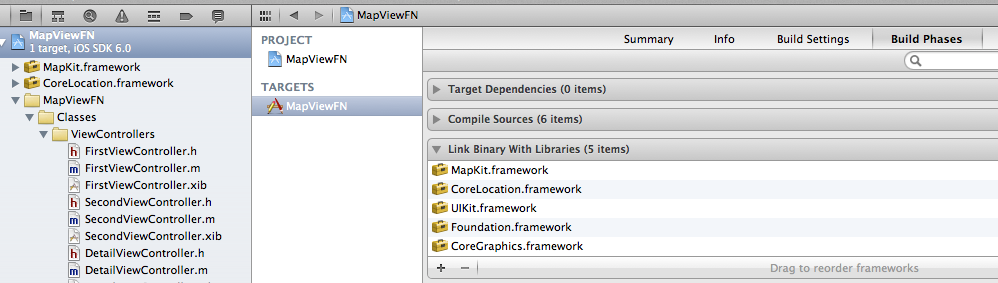 MapViewFN
MapViewFN
1 target, iOS SDK 6.0
MapKit.framework
CoreLocation.framework
MapViewFN
Classes
ViewControllers
h FirstViewController.h
m FirstViewController.m
FirstViewController.xib
h SecondViewController.h
m SecondViewController.m
SecondViewController.xib
h DetailViewController.h
m DetailViewController.m
PROJECT
MapViewFN
TARGETS
MapViewFN
Summary Info Build Settings Build Phases
Target Dependencies (0 items)
Compile Sources (6 items)
Link Binary With Libraries (5 items)
MapKit.framework
CoreLocation.framework
UIKit.framework
Foundation.framework
CoreGraphics.framework
+ − Drag to reorder frameworks